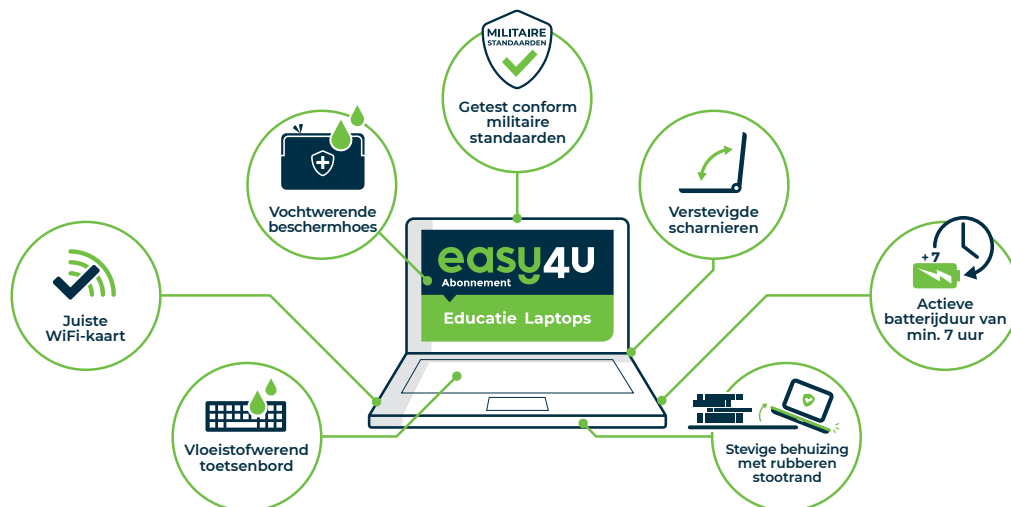 MILITAIRE
STANDAARDEN
Getest conform
militaire
standaarden
Vochtwerende
beschermhoes
Verstevigde
scharnieren
easy4u
Abonnement
Educatie Laptops
Juiste
WiFi-kaart
+7
Actieve
batterijduur van
min. 7 uur
Vloeistofwerend
toetsenbord
Stevige behuizing
met rubberen
stootrand